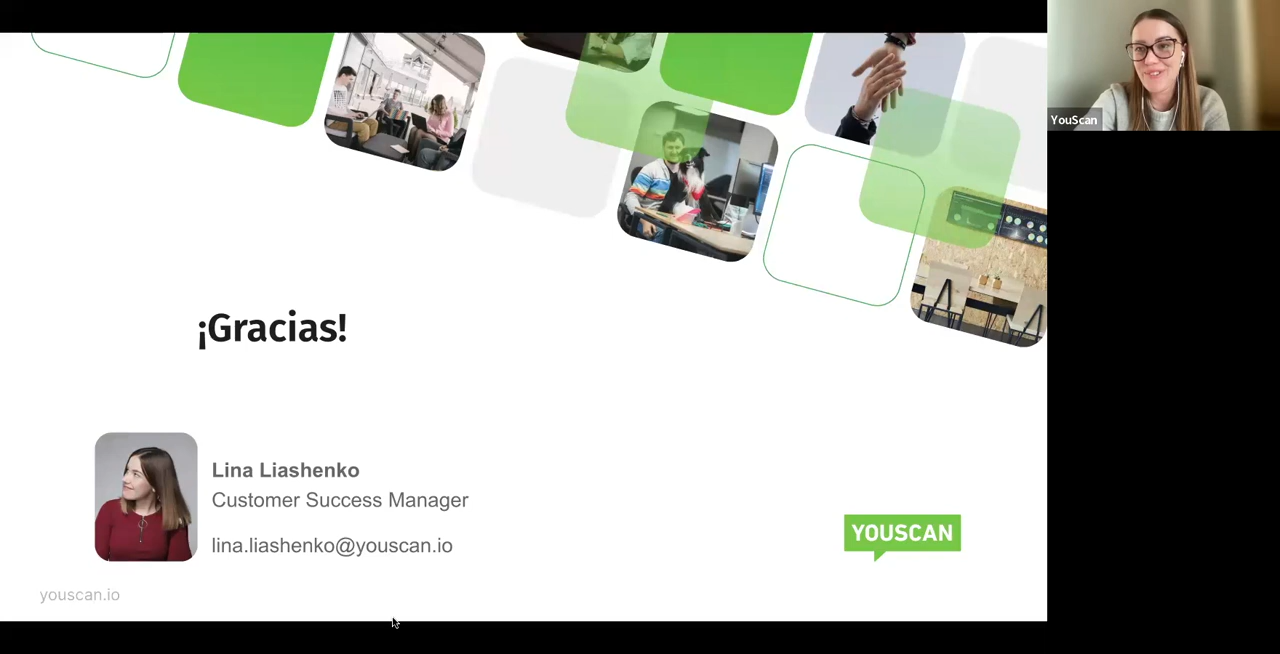 YouScan
¡Gracias!
Lina Liashenko
Customer Success Manager
lina.liashenko@youscan.io
YOUSCAN
youscan.io